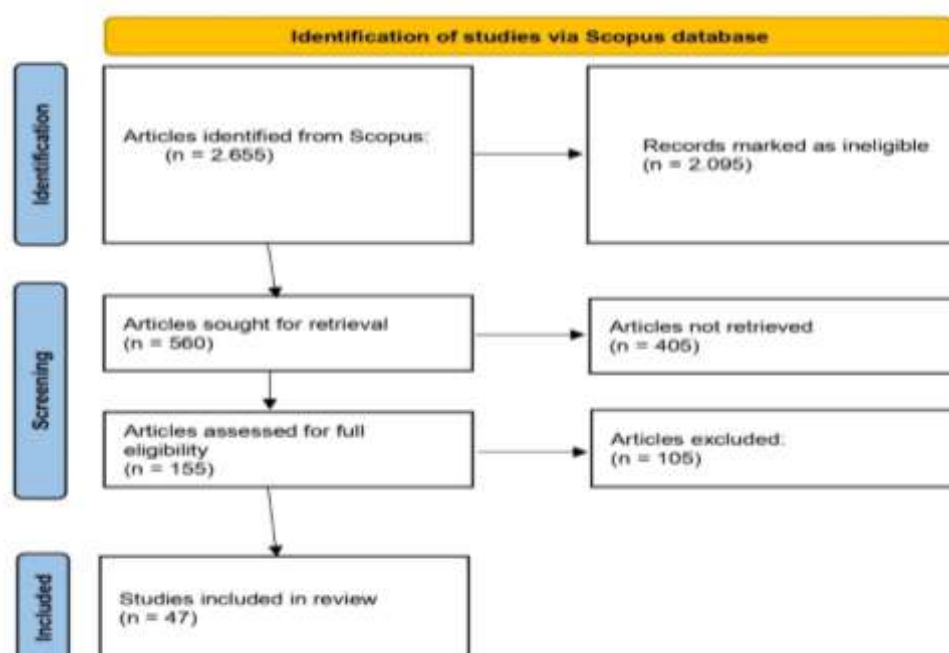 Identification of studies via Scopus database
Identification
Articles identified from Scopus:
(n = 2.655)
Records marked as ineligible
(n = 2.095)
Screening
Articles sought for retrieval
(n = 560)
Articles not retrieved
(n = 405)
Articles assessed for full
eligibility
(n = 155)
Articles excluded:
(n = 105)
Included
Studies included in review
(n = 47)